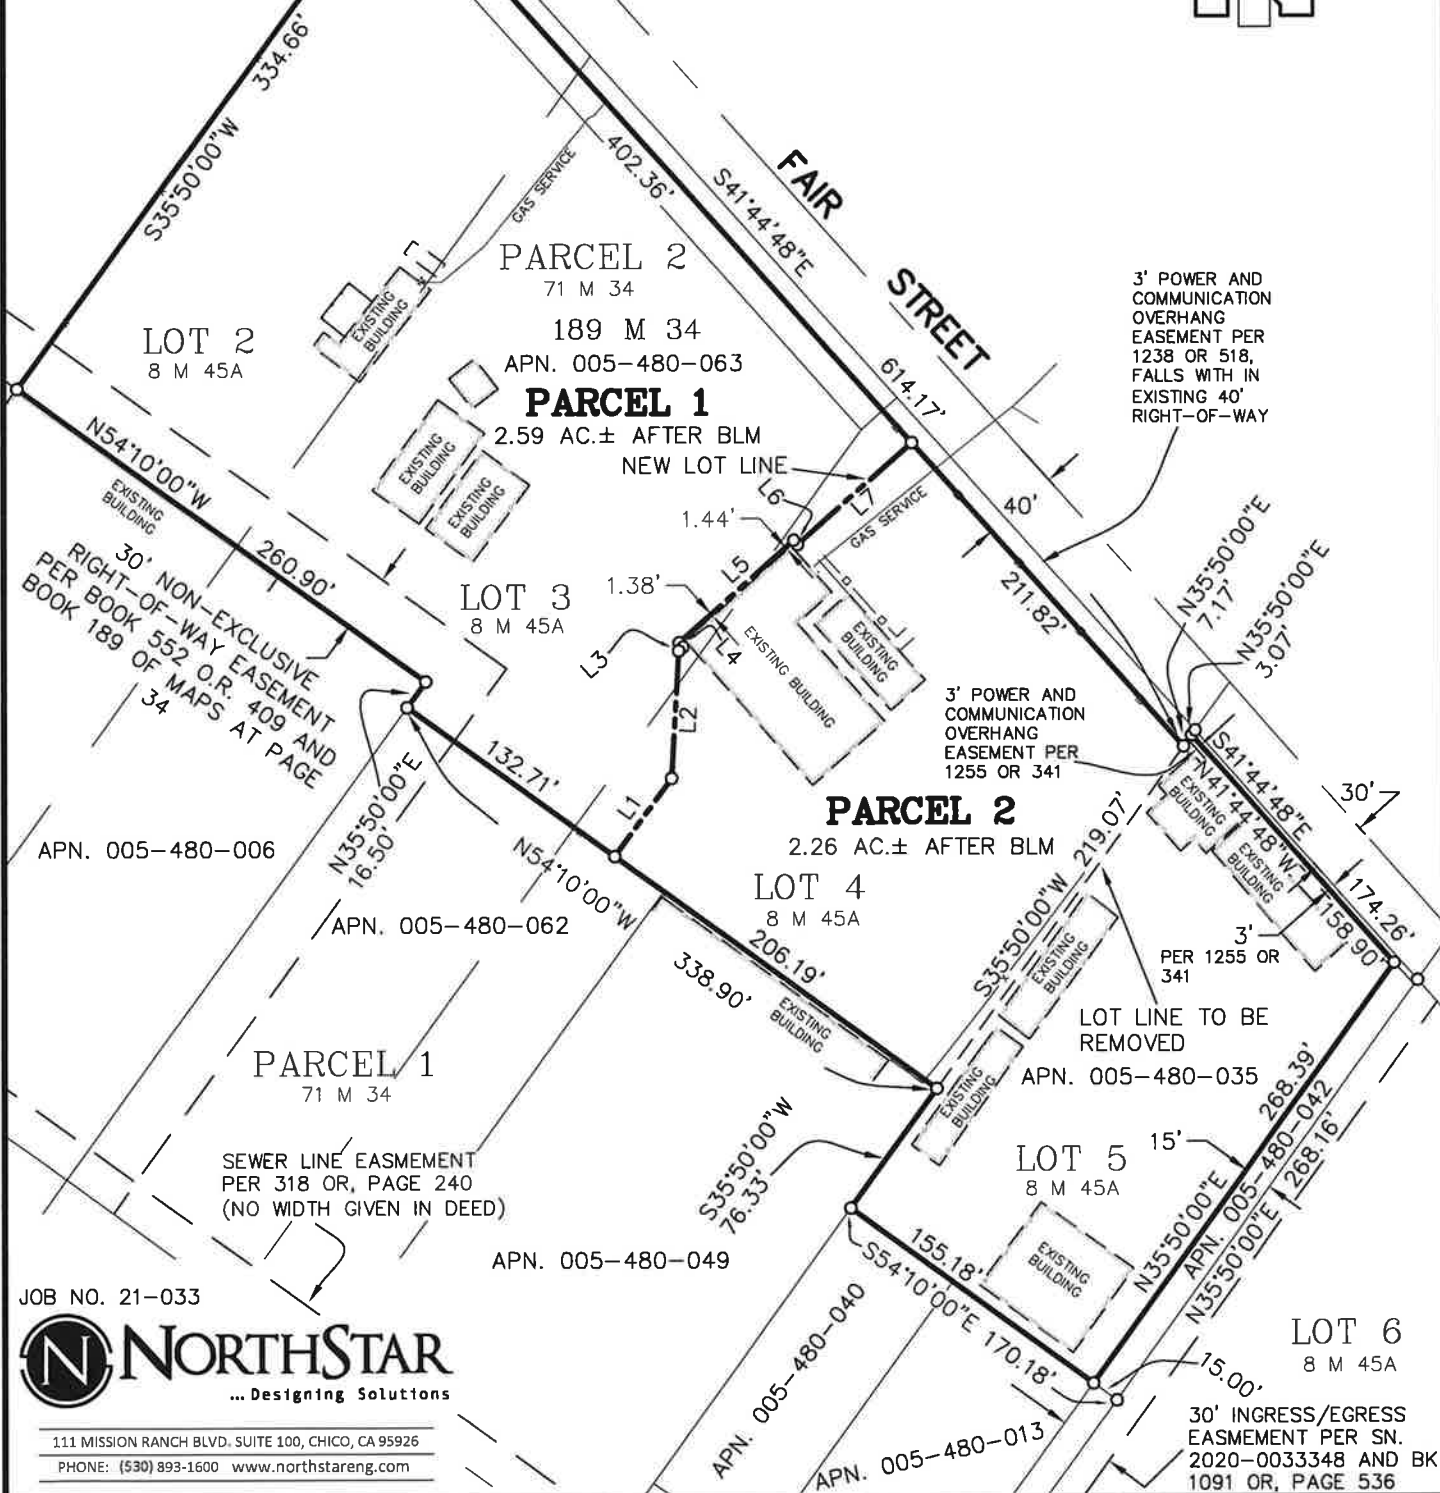 334.66'
S35°50'00"W
402.36'
GAS SERVICE
S41°44'48"E
FAIR
STREET
PARCEL 2
71 M 34
189 M 34
APN. 005-480-063
PARCEL 1
2.59 AC.± AFTER BLM
NEW LOT LINE
LOT 2
8 M 45A
EXISTING
BUILDING
614.17'
3' POWER AND
COMMUNICATION
OVERHANG
EASEMENT PER
1238 OR 518,
FALLS WITH IN
EXISTING 40'
RIGHT-OF-WAY
N54°10'00"W
EXISTING
BUILDING
260.90'
EXISTING
BUILDING
EXISTING
BUILDING
L6
L7
1.44'
GAS SERVICE
40'
30' NON-EXCLUSIVE
RIGHT-OF-WAY EASEMENT
PER BOOK 552 O.R. 409 AND
BOOK 189 OF MAPS AT PAGE
34
LOT 3
8 M 45A
1.38'
L5
L3
L4
L2
L1
EXISTING BUILDING
EXISTING
BUILDING
211.82'
N35°50'00"E
7.17'
N35°50'00"E
3.07'
3' POWER AND
COMMUNICATION
OVERHANG
EASEMENT PER
1255 OR 341
132.71'
N35°50'00"E
16.50'
N54°10'00"W
APN. 005-480-006
APN. 005-480-062
PARCEL 2
2.26 AC.± AFTER BLM
LOT 4
8 M 45A
219.07'
S35°50'00"W
EXISTING
BUILDING
S41°44'48"E
N41°44'48"W
30'
EXISTING
BUILDING
174.26'
158.90'
3'
PER 1255 OR
341
206.19'
338.90'
EXISTING
BUILDING
EXISTING
BUILDING
LOT LINE TO BE
REMOVED
APN. 005-480-035
EXISTING
BUILDING
PARCEL 1
71 M 34
SEWER LINE EASMEMENT
PER 318 OR, PAGE 240
(NO WIDTH GIVEN IN DEED)
S35°50'00"W
76.33'
LOT 5
8 M 45A
15'
268.39'
N35°50'00"E
APN. 005-480-042
N35°50'00"E 268.16'
APN. 005-480-049
155.18'
EXISTING
BUILDING
S54°10'00"E 170.18'
15.00'
APN. 005-480-040
APN. 005-480-013
LOT 6
8 M 45A
30' INGRESS/EGRESS
EASMEMENT PER SN.
2020-0033348 AND BK
1091 OR, PAGE 536
JOB NO. 21-033
N NORTHSTAR
...Designing Solutions
111 MISSION RANCH BLVD. SUITE 100, CHICO, CA 95926
PHONE: (530) 893-1600 www.northstareng.com